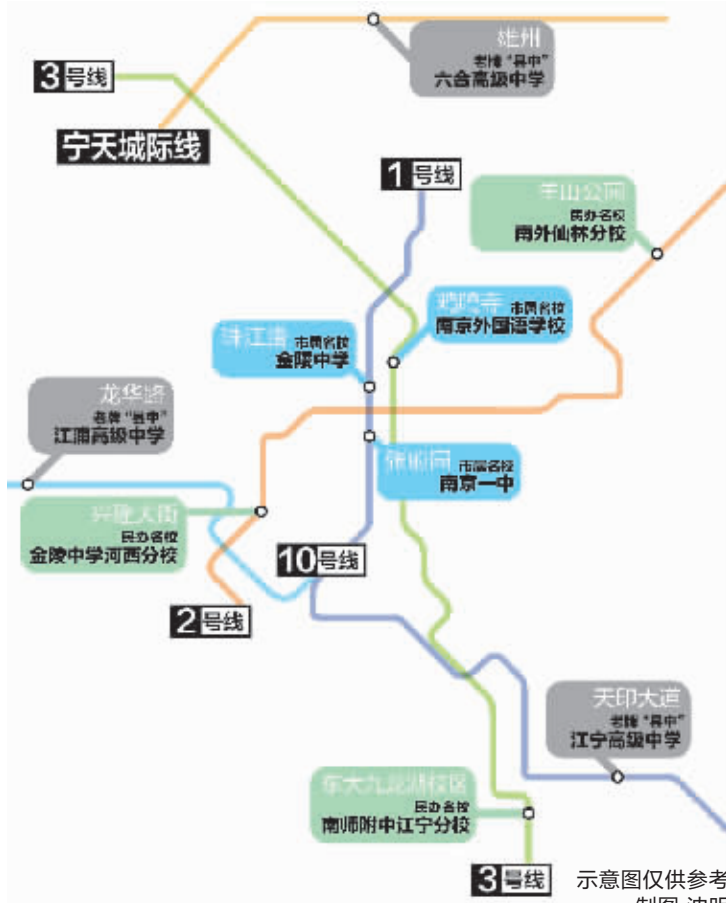 雄州
老牌“县中”
六合高级中学
3号线
宁天城际线
1号线
羊山公园
民办名校
南外仙林分校
鸡鸣寺 市属名校
南京外国语学校
珠江路 市属名校
金陵中学
龙华路
老牌“县中”
江浦高级中学
张府园 市属名校
南京一中
兴隆大街
民办名校
金陵中学河西分校
10号线
2号线
天印大道
老牌“县中”
江宁高级中学
东大九龙湖校区
民办名校
南师附中江宁分校
3号线
示意图仅供参考